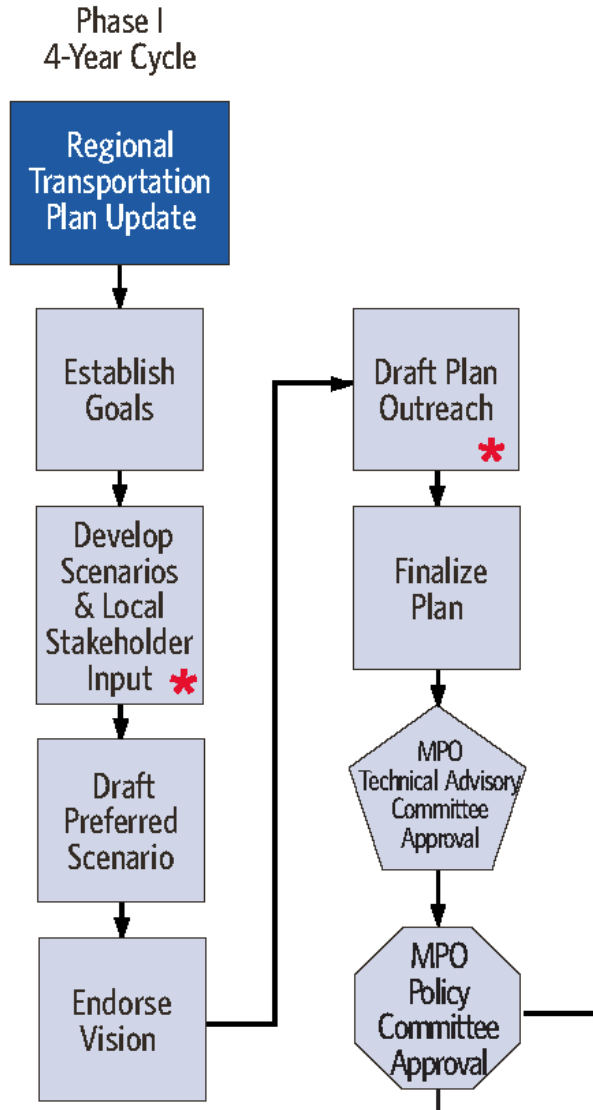 Phase I
4-Year Cycle
Regional
Transportation
Plan Update
Establish
Goals
Develop
Scenarios
& Local
Stakeholder
Input *
Draft
Preferred
Scenario
Endorse
Vision
Draft Plan
Outreach
*
Finalize
Plan
MPO
Technical Advisory
Committee
Approval
MPO
Policy
Committee
Approval